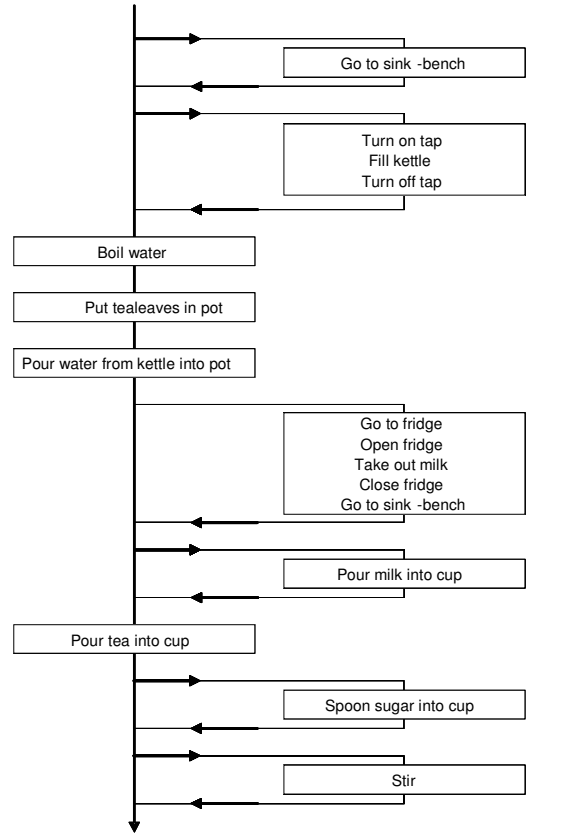 Go to sink -bench
Turn on tap
Fill kettle
Turn off tap
Boil water
Put tealeaves in pot
Pour water from kettle into pot
Go to fridge
Open fridge
Take out milk
Close fridge
Go to sink -bench
Pour milk into cup
Pour tea into cup
Spoon sugar into cup
Stir